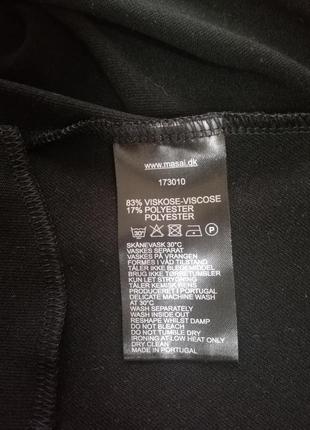 www.masai.dk
173010
83% VISKOSE-VISCOSE
17% POLYESTER
POLYESTER
30 P
SKÅNEVASK 30°C
VASKES SEPARAT
VASKES PÅ VRANGEN
FORMES I VÅD TILSTAND
TÅLER IKKE BLEGEMIDDEL
MÅ IKKE BRUG TØRRETUMBLER
KUN LET STRYGNING
TÅLER KEMISK RENS
PRODUCERET I PORTUGAL
DELICATE MACHINE WASH
AT 30°C
WASH SEPARATELY
WASH INSIDE OUT
RESHAPE WHILST DAMP
DO NOT BLEACH
DO NOT TUMBLE DRY
IRONING AT LOW HEAT ONLY
DRY CLEAN
MADE IN PORTUGAL